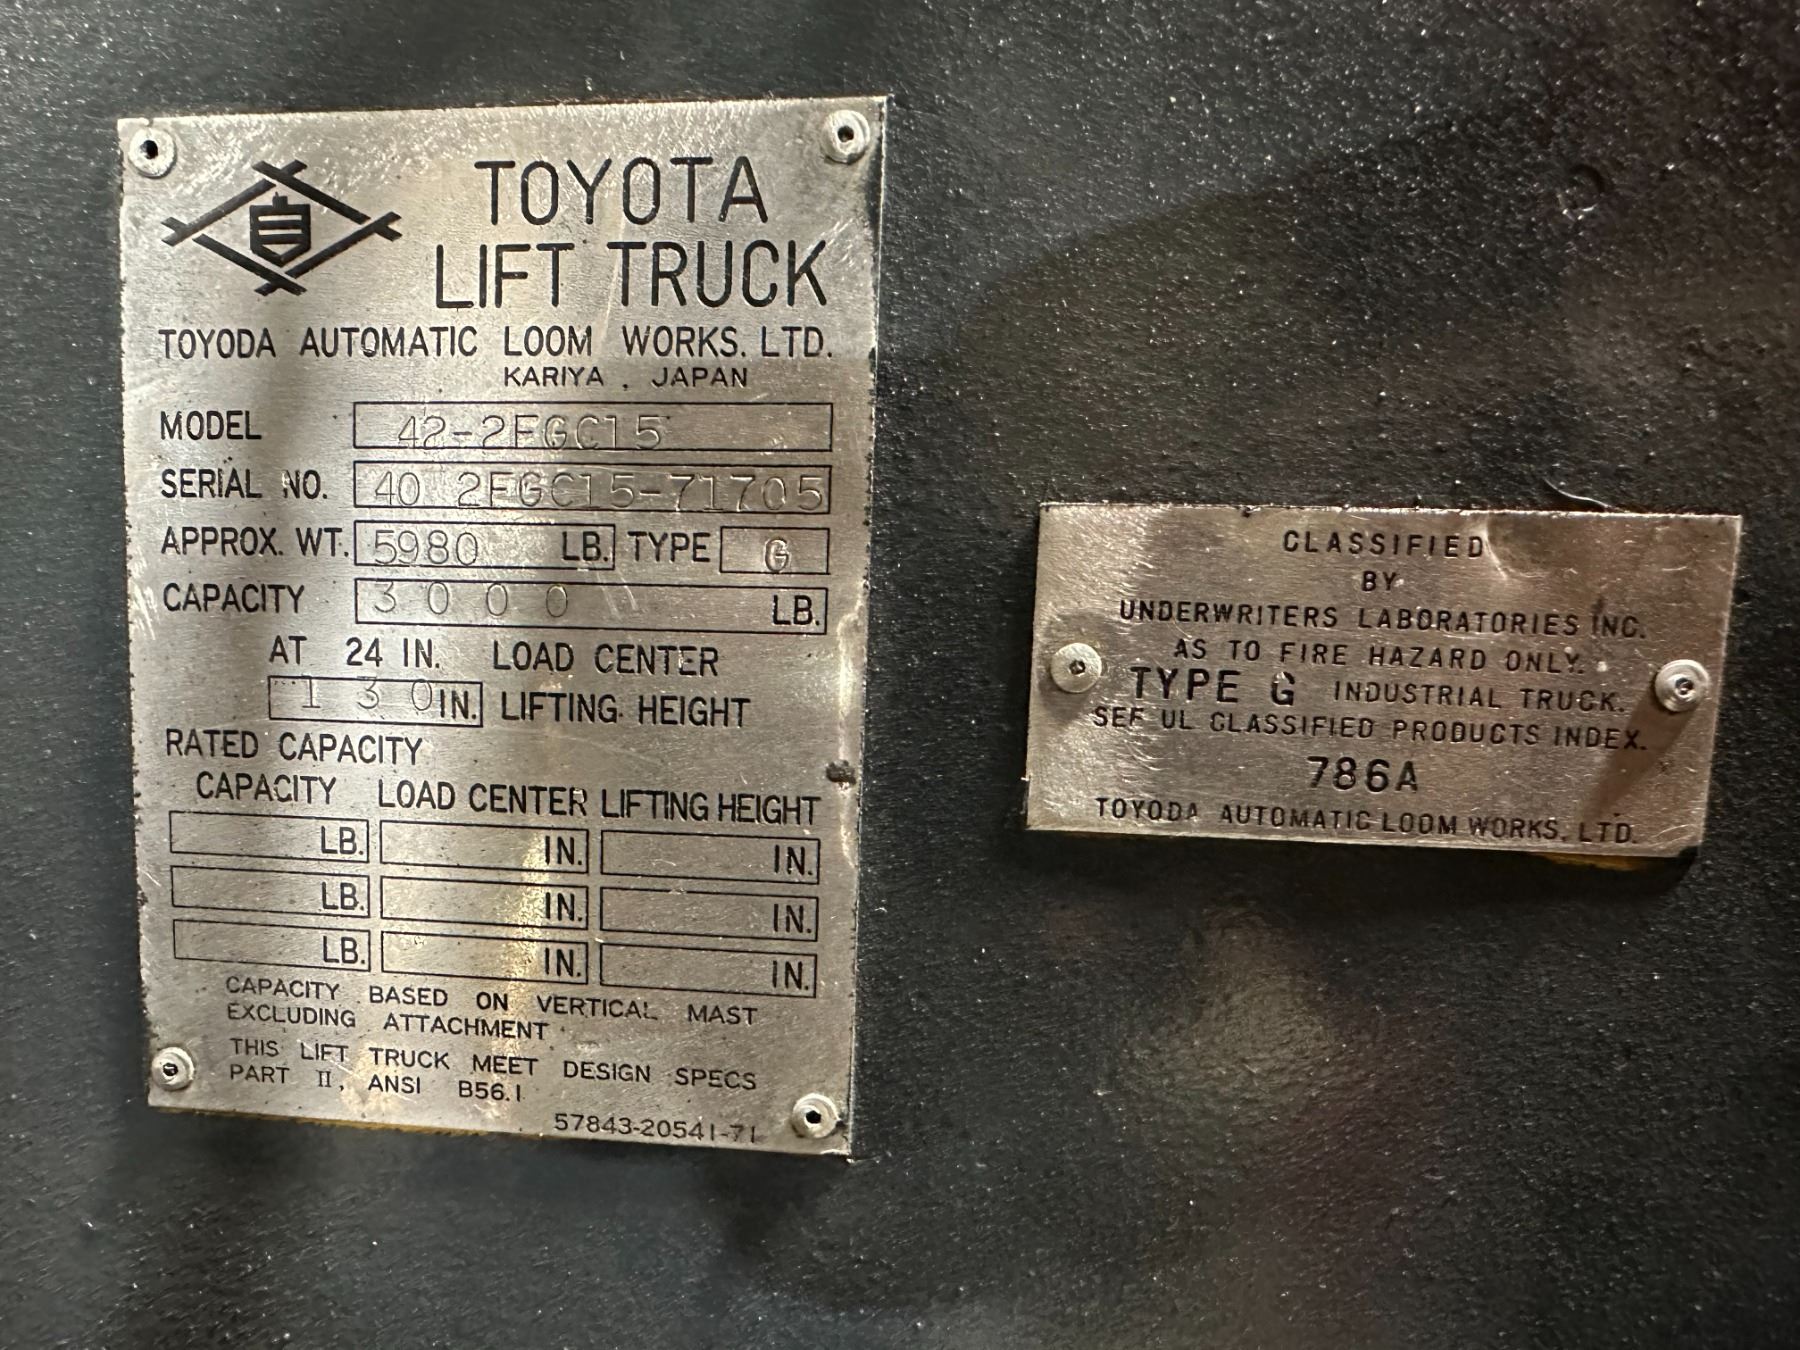 TOYOTA
LIFT TRUCK
TOYODA AUTOMATIC LOOM WORKS. LTD.
KARIYA , JAPAN
MODEL 42-2FGC15
SERIAL NO. 40 2FGC15-71705
APPROX. WT. 5980 LB. TYPE G
CAPACITY 3000 LB.
AT 24 IN. LOAD CENTER
130 IN. LIFTING HEIGHT
RATED CAPACITY
CAPACITY LOAD CENTER LIFTING HEIGHT
LB. IN. IN.
LB. IN. IN.
LB. IN. IN.
CAPACITY BASED ON VERTICAL MAST
EXCLUDING ATTACHMENT
THIS LIFT TRUCK MEET DESIGN SPECS
PART II, ANSI B56.1
57843-20541-71
CLASSIFIED
BY
UNDERWRITERS LABORATORIES INC.
AS TO FIRE HAZARD ONLY.
TYPE G INDUSTRIAL TRUCK.
SEE UL CLASSIFIED PRODUCTS INDEX.
786A
TOYODA AUTOMATIC LOOM WORKS. LTD.